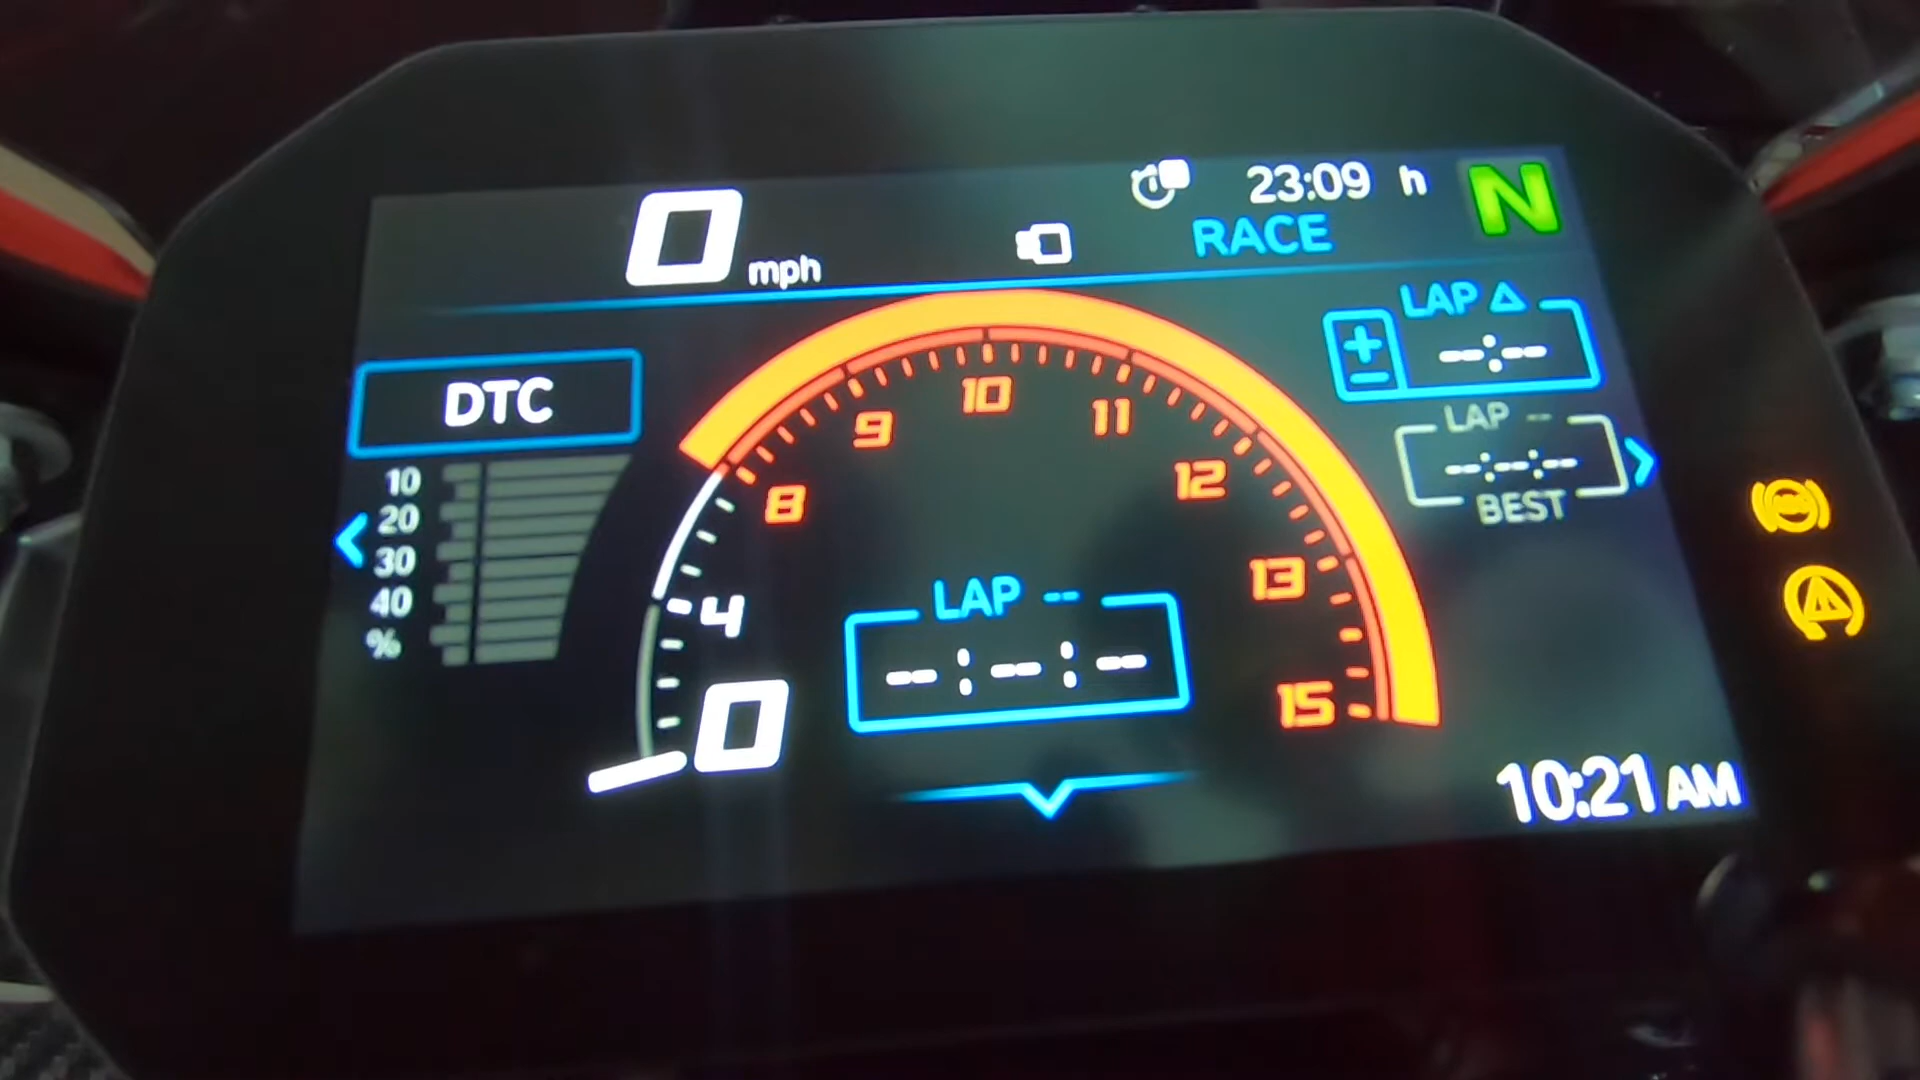 23:09 h
N
0 mph
RACE
LAP Δ
+
−
--:--
DTC
10
20
30
40
%
0
4
8
9
10
11
12
13
15
LAP --
--:--:--
BEST
LAP --
-- : -- : --
10:21 AM